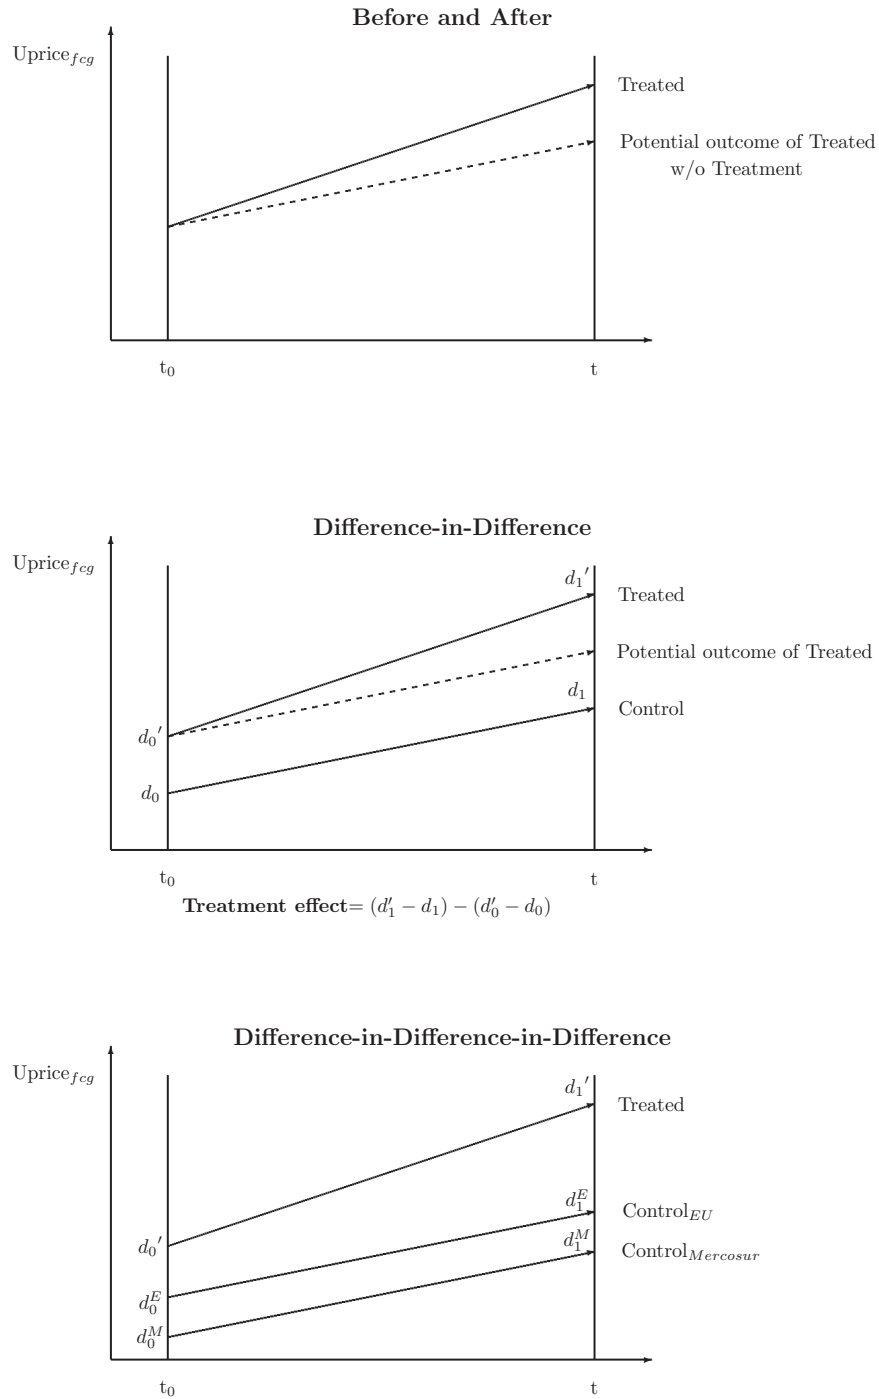 Before and After
Uprice_{fcg}
Treated
Potential outcome of Treated
w/o Treatment
t_0
t
Difference-in-Difference
Uprice_{fcg}
d_1'
Treated
Potential outcome of Treated
d_1
Control
d_0'
d_0
t_0
t
Treatment effect= (d'_1 − d_1) − (d'_0 − d_0)
Difference-in-Difference-in-Difference
Uprice_{fcg}
d_1'
Treated
d_1^E
Control_{EU}
d_1^M
Control_{Mercosur}
d_0'
d_0^E
d_0^M
t_0
t